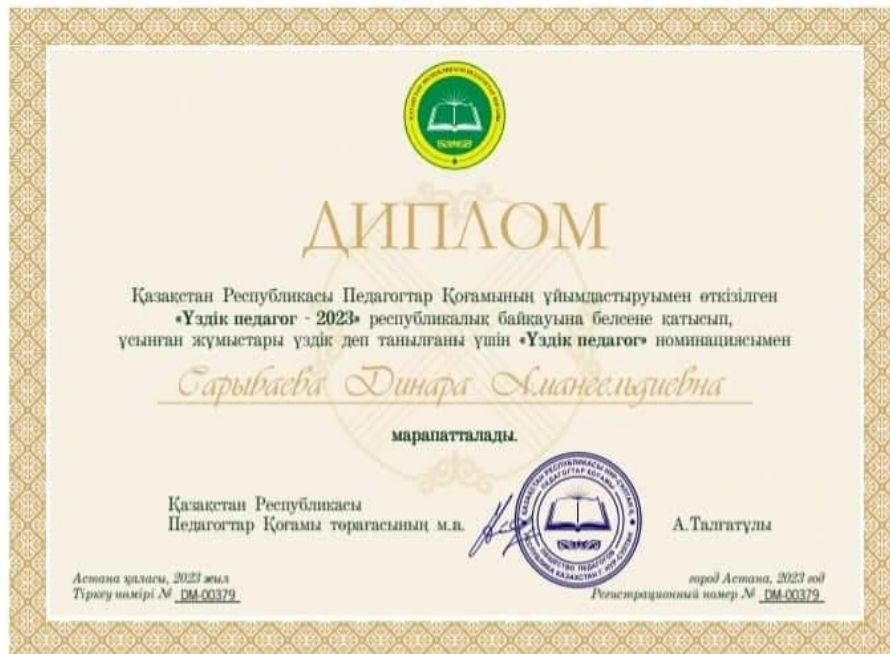 ДИПЛОМ
Қазақстан Республикасы Педагогтар Қоғамының ұйымдастыруымен өткізілген
«Үздік педагог - 2023» республикалық байқауына белсене қатысып,
ұсынған жұмыстары үздік деп танылғаны үшін «Үздік педагог» номинациясымен
Сарыбаева Динара Амангельдиевна
марапатталады.
Қазақстан Республикасы
Педагогтар Қоғамы төрағасының м.а.
А.Талғатұлы
Астана қаласы, 2023 жыл
Тіркеу нөмірі № DM-00379
город Астана, 2023 год
Регистрационный номер № DM-00379